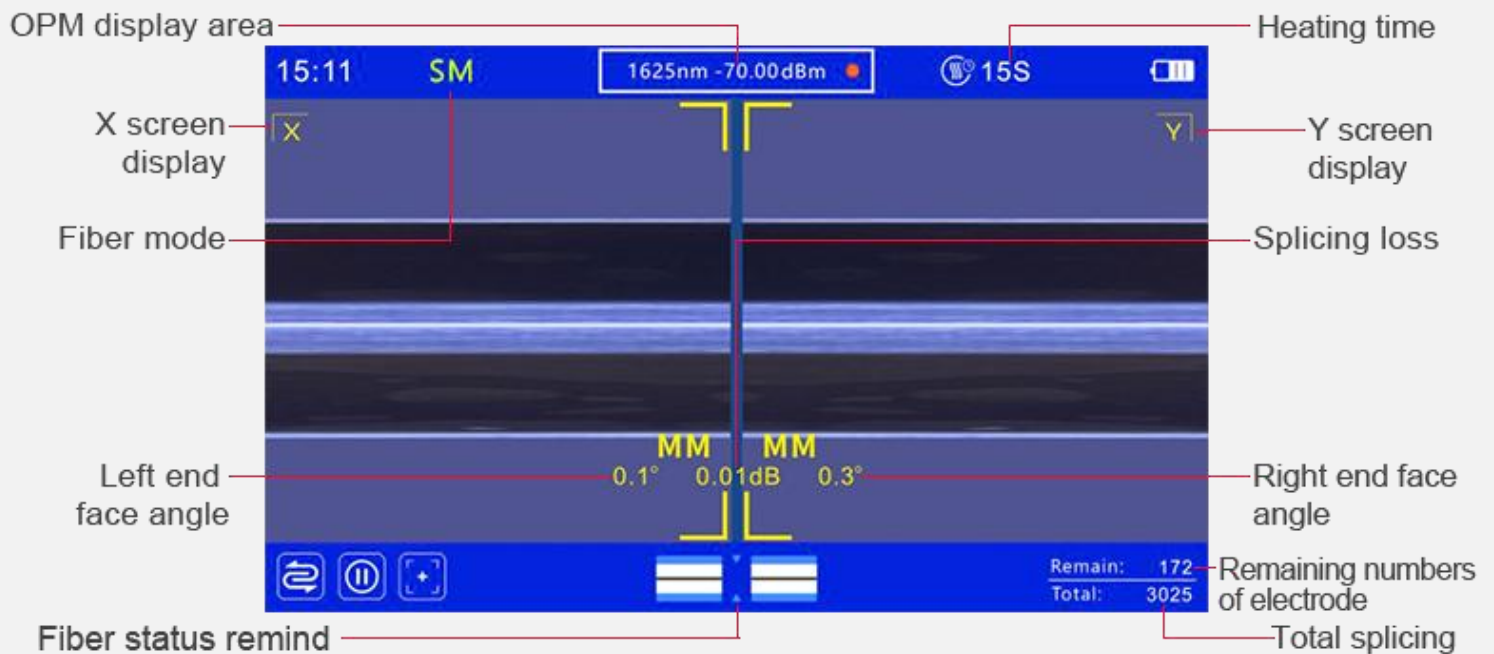 OPM display area
Heating time
15:11 SM 1625nm -70.00dBm 15S
X screen
display
X
Y
Y screen
display
Fiber mode
Splicing loss
MM MM
Left end
face angle
0.1° 0.01dB 0.3°
Right end face
angle
Remain: 172
Total: 3025
Remaining numbers
of electrode
Fiber status remind
Total splicing